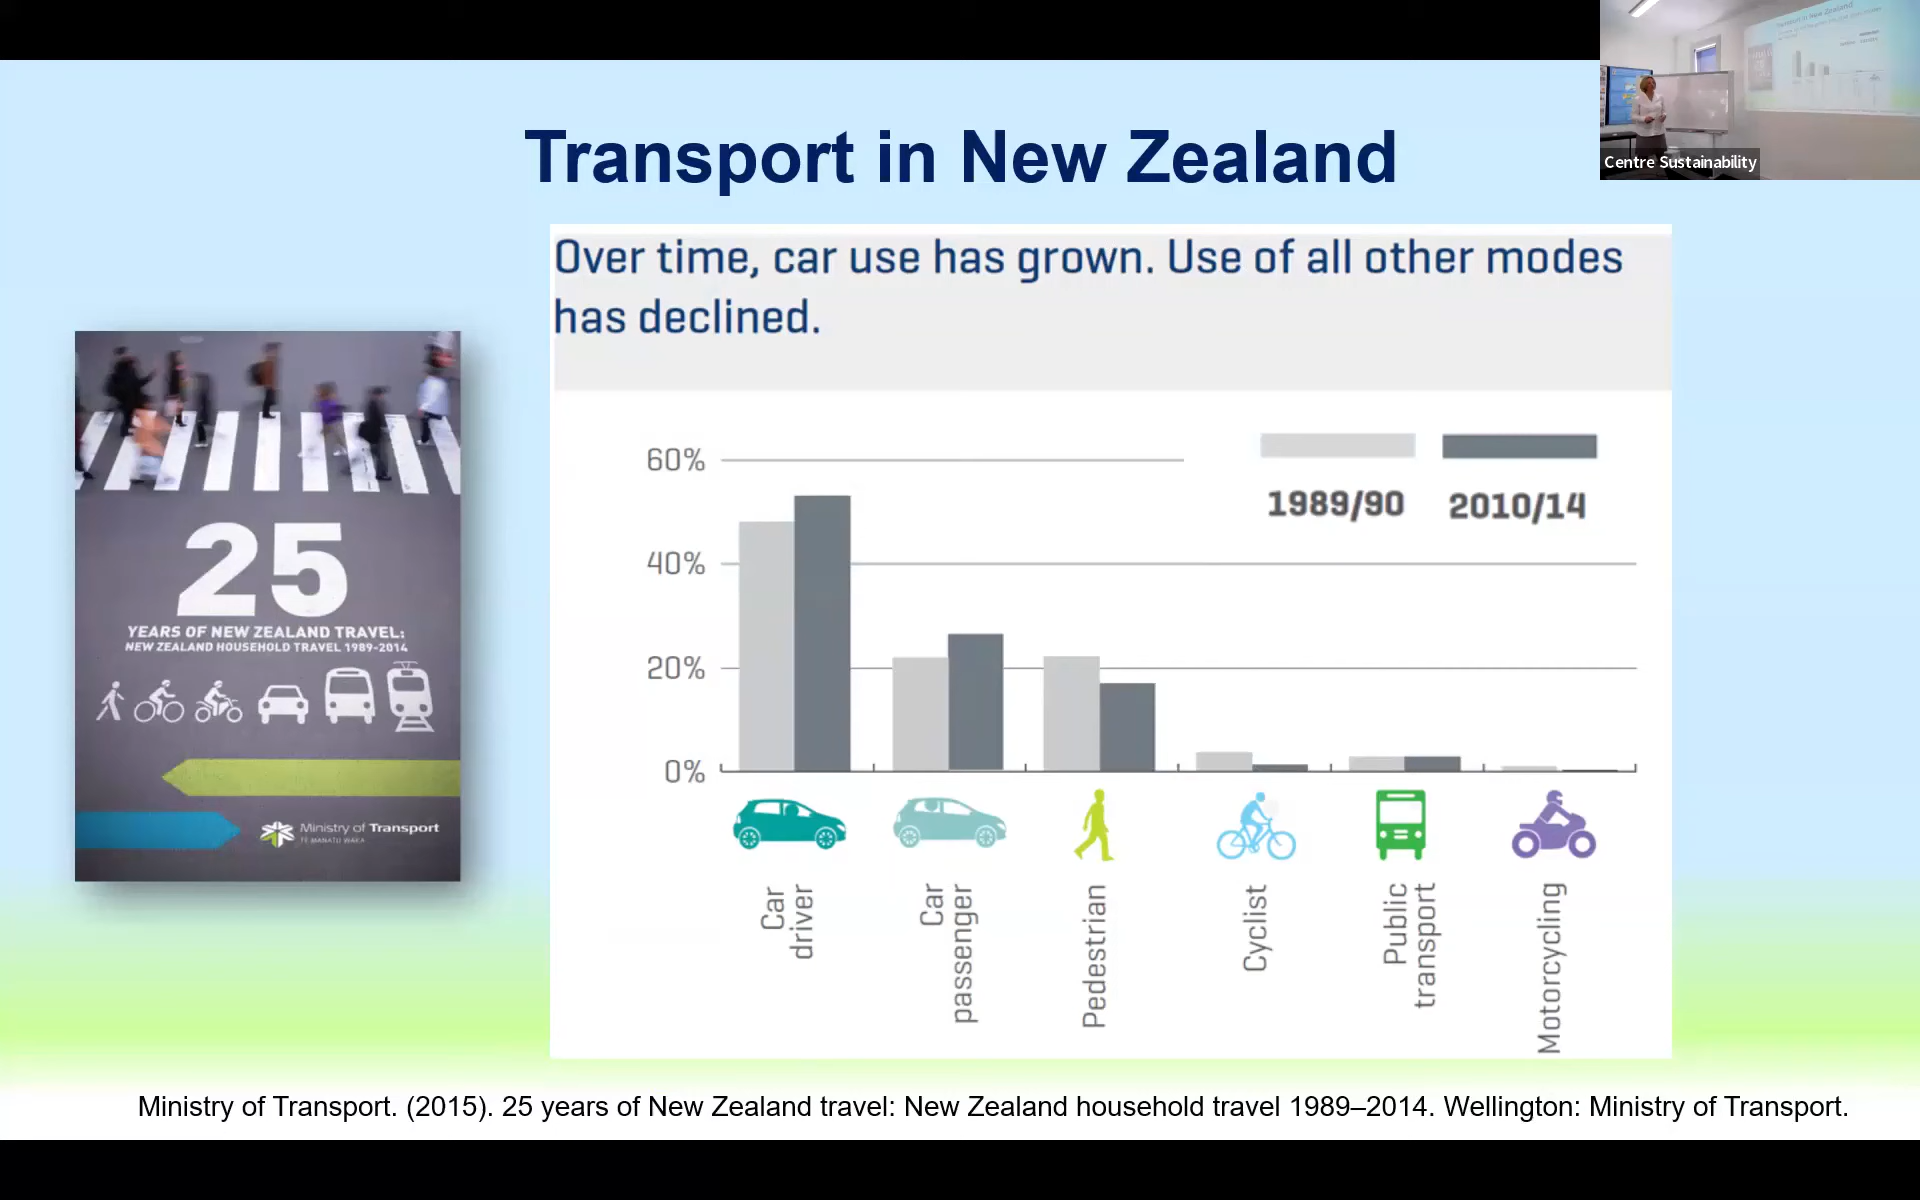 Transport in New Zealand
Centre Sustainability
Over time, car use has grown. Use of all other modes
has declined.
60%
40%
20%
0%
1989/90
2010/14
Car
driver
Car
passenger
Pedestrian
Cyclist
Public
transport
Motorcycling
25
YEARS OF NEW ZEALAND TRAVEL:
NEW ZEALAND HOUSEHOLD TRAVEL 1989-2014
Ministry of Transport
TE MANATŪ WAKA
Ministry of Transport. (2015). 25 years of New Zealand travel: New Zealand household travel 1989–2014. Wellington: Ministry of Transport.